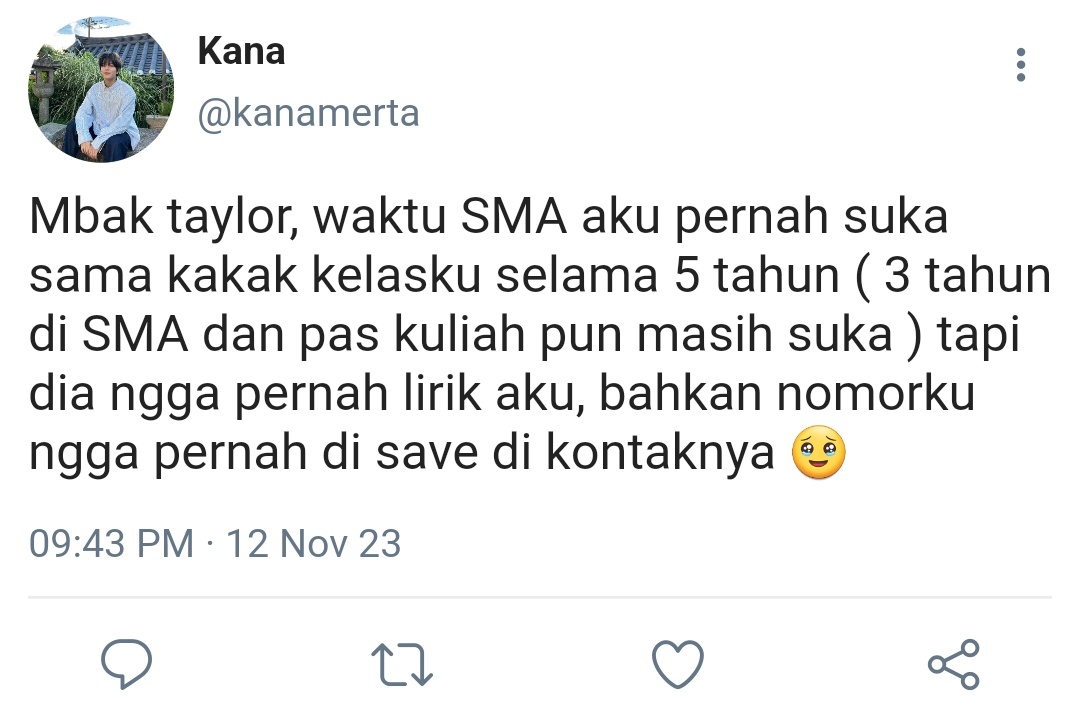 Kana
@kanamerta
Mbak taylor, waktu SMA aku pernah suka
sama kakak kelasku selama 5 tahun ( 3 tahun
di SMA dan pas kuliah pun masih suka ) tapi
dia ngga pernah lirik aku, bahkan nomorku
ngga pernah di save di kontaknya 🥹
09:43 PM · 12 Nov 23